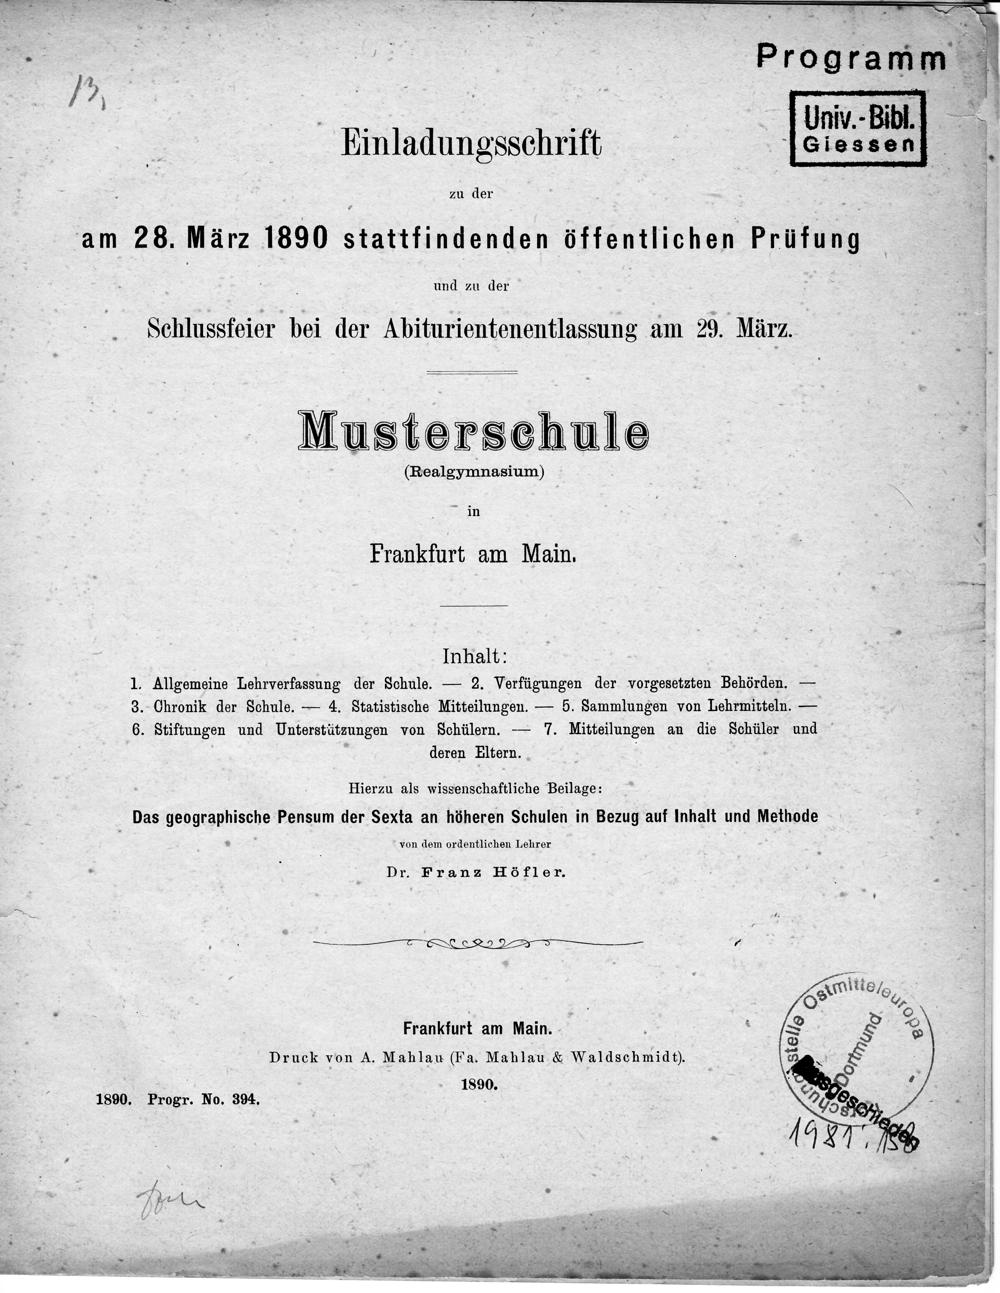 Programm
Univ.-Bibl.
Giessen
13,
Einladungsschrift
zu der
am 28. März 1890 stattfindenden öffentlichen Prüfung
und zu der
Schlussfeier bei der Abiturientenentlassung am 29. März.
Musterschule
(Realgymnasium)
in
Frankfurt am Main.
Inhalt:
1. Allgemeine Lehrverfassung der Schule. — 2. Verfügungen der vorgesetzten Behörden. —
3. Chronik der Schule. — 4. Statistische Mitteilungen. — 5. Sammlungen von Lehrmitteln. —
6. Stiftungen und Unterstützungen von Schülern. — 7. Mitteilungen an die Schüler und
deren Eltern.
Hierzu als wissenschaftliche Beilage:
Das geographische Pensum der Sexta an höheren Schulen in Bezug auf Inhalt und Methode
von dem ordentlichen Lehrer
Dr. Franz Höfler.
Frankfurt am Main.
Druck von A. Mahlau (Fa. Mahlau & Waldschmidt).
1890.
1890. Progr. No. 394.
Forschungsstelle Ostmitteleuropa
Dortmund
Ausgeschieden
1981.